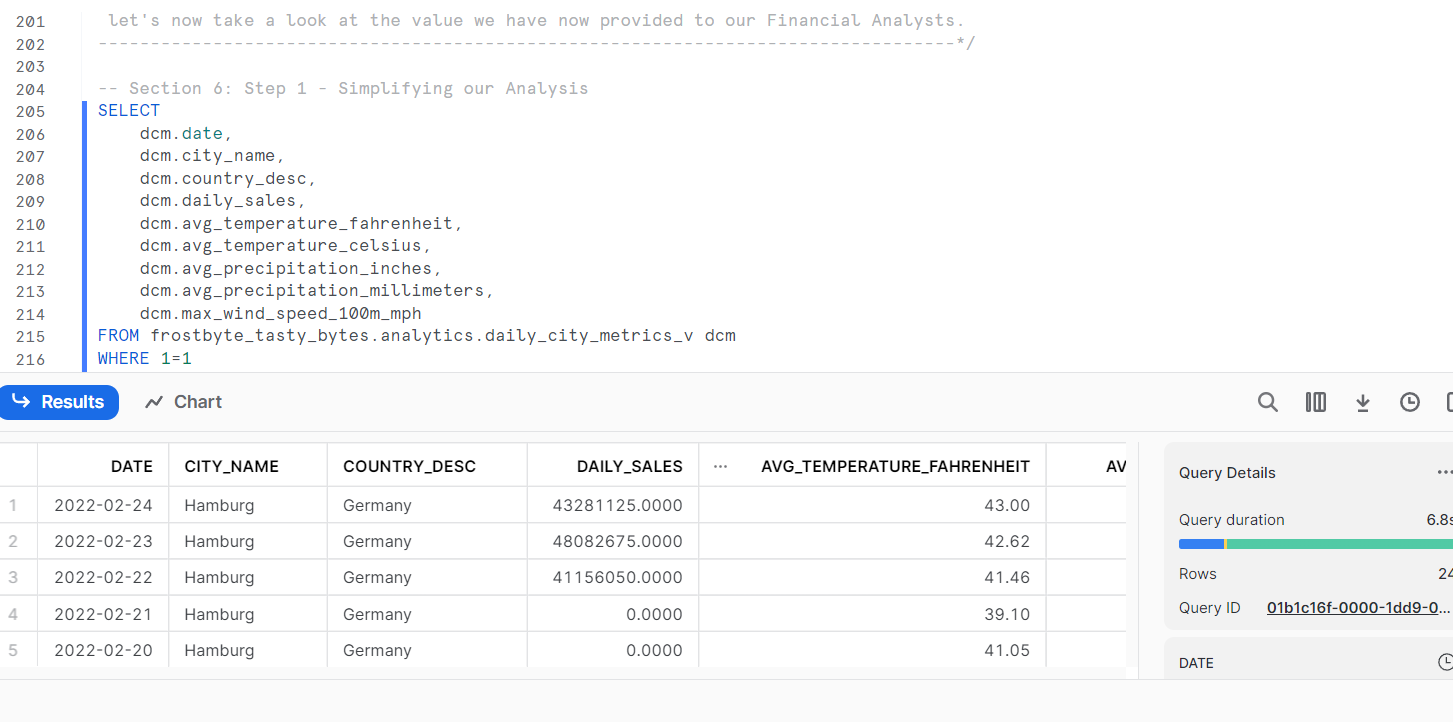 201 let's now take a look at the value we have now provided to our Financial Analysts.
202 ----------------------------------------------------------------------------------*/
203
204 -- Section 6: Step 1 - Simplifying our Analysis
205 SELECT
206 dcm.date,
207 dcm.city_name,
208 dcm.country_desc,
209 dcm.daily_sales,
210 dcm.avg_temperature_fahrenheit,
211 dcm.avg_temperature_celsius,
212 dcm.avg_precipitation_inches,
213 dcm.avg_precipitation_millimeters,
214 dcm.max_wind_speed_100m_mph
215 FROM frostbyte_tasty_bytes.analytics.daily_city_metrics_v dcm
216 WHERE 1=1
Results Chart
DATE CITY_NAME COUNTRY_DESC DAILY_SALES ... AVG_TEMPERATURE_FAHRENHEIT AV
1 2022-02-24 Hamburg Germany 43281125.0000 43.00
2 2022-02-23 Hamburg Germany 48082675.0000 42.62
3 2022-02-22 Hamburg Germany 41156050.0000 41.46
4 2022-02-21 Hamburg Germany 0.0000 39.10
5 2022-02-20 Hamburg Germany 0.0000 41.05
Query Details ...
Query duration 6.8s
Rows 24
Query ID 01b1c16f-0000-1dd9-0...
DATE